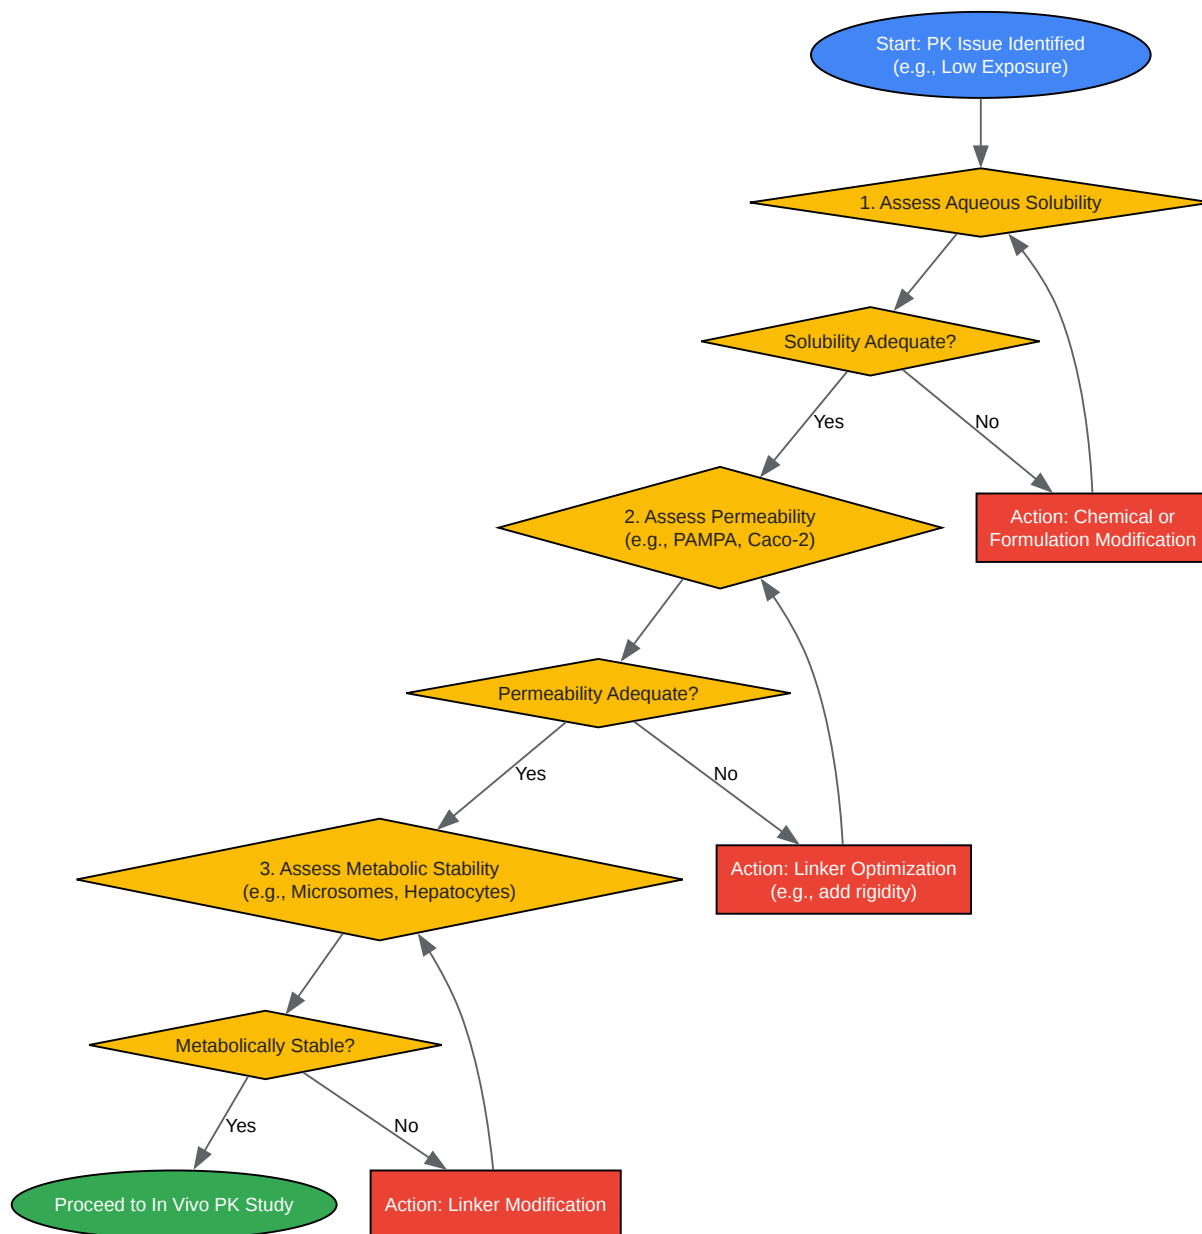 Start: PK Issue Identified
(e.g., Low Exposure)
1. Assess Aqueous Solubility
Solubility Adequate?
Yes
No
2. Assess Permeability
(e.g., PAMPA, Caco-2)
Action: Chemical or
Formulation Modification
Permeability Adequate?
Yes
No
3. Assess Metabolic Stability
(e.g., Microsomes, Hepatocytes)
Action: Linker Optimization
(e.g., add rigidity)
Metabolically Stable?
Yes
No
Proceed to In Vivo PK Study
Action: Linker Modification